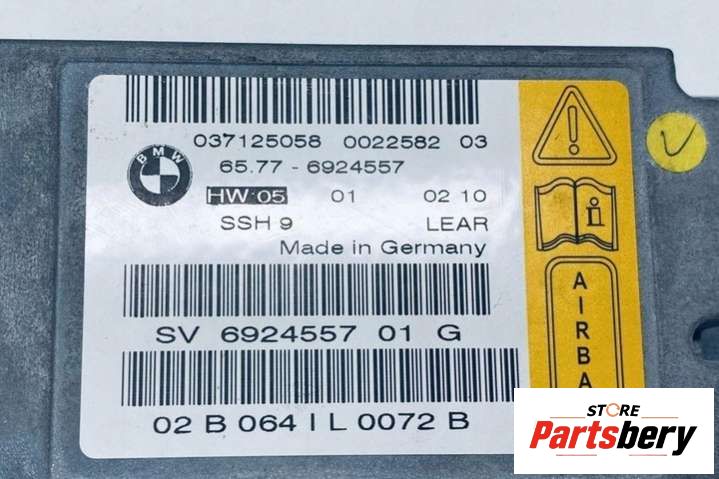 037125058 0022582 03
BMW
65.77 - 6924557
HW 05 01 02 10
SSH 9 LEAR
Made in Germany
SV 6924557 01 G
02 B 064 I L 0072 B
AIRBA
STORE
Partsbery